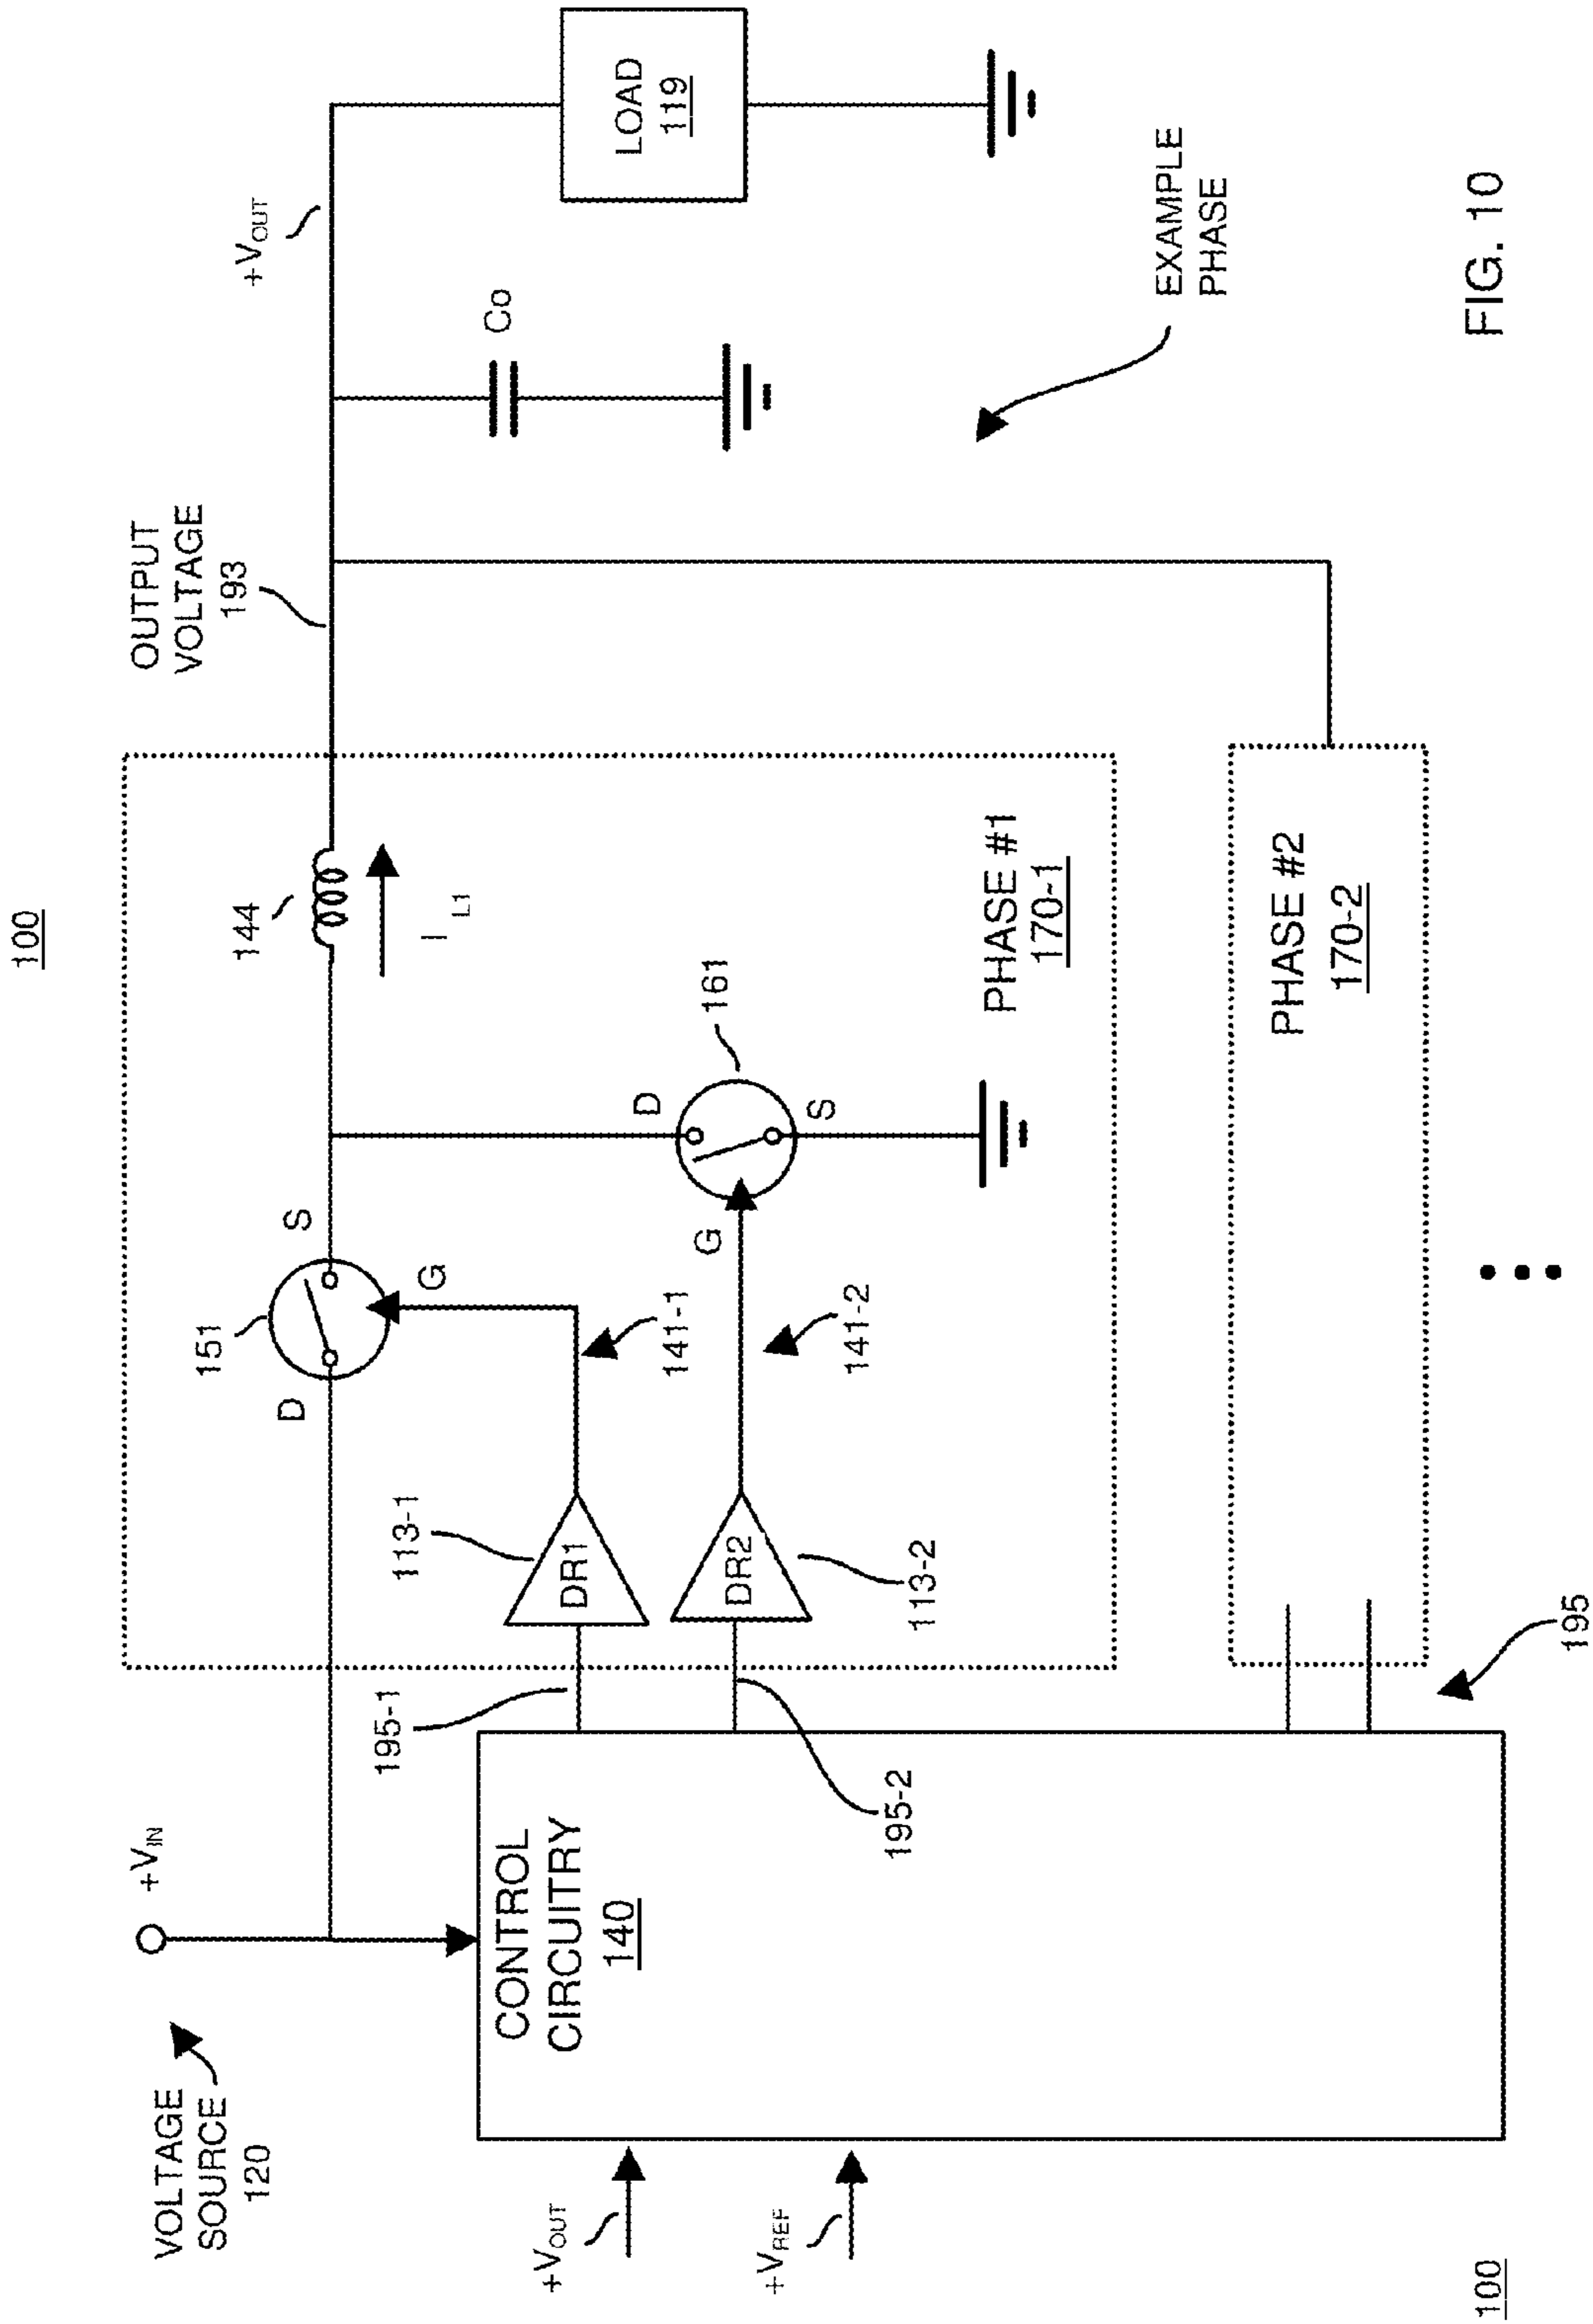 100
VOLTAGE
SOURCE
120
+VIN
OUTPUT
VOLTAGE
193
+VOUT
151
D
S
G
144
I L1
Co
LOAD
119
113-1
DR1
141-1
195-1
D
161
S
G
DR2
141-2
113-2
195-2
+VOUT
+VREF
CONTROL
CIRCUITRY
140
PHASE #1
170-1
EXAMPLE
PHASE
PHASE #2
170-2
195
100
FIG. 10